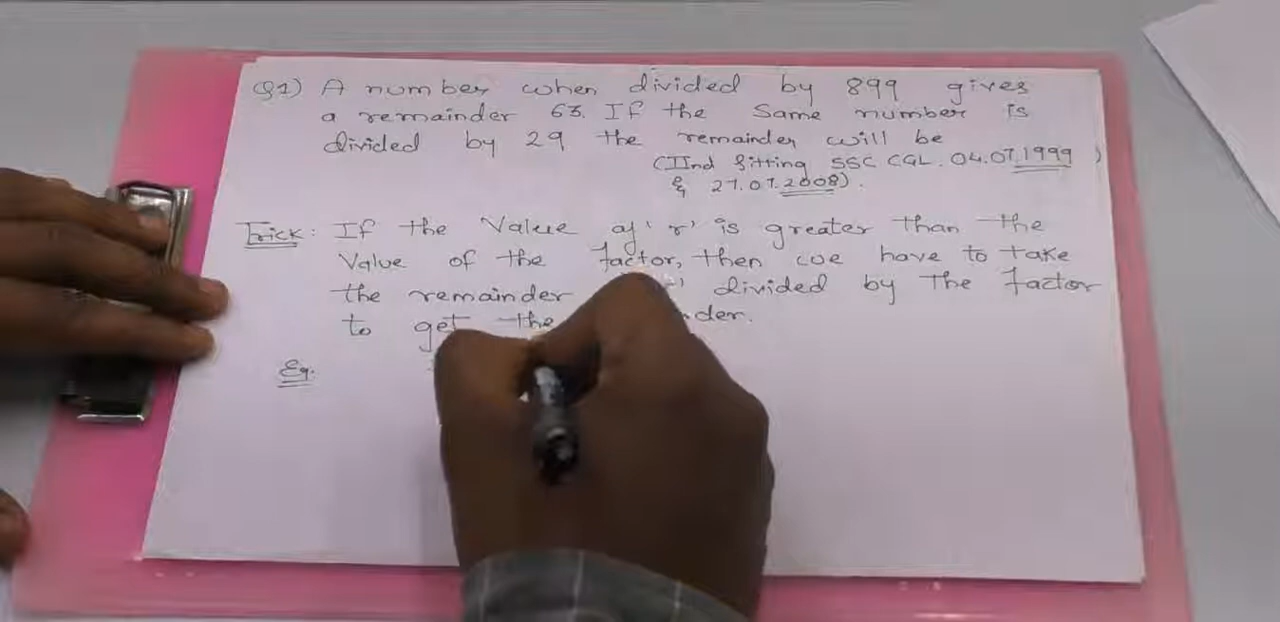 Q1) A number when divided by 899 gives
a remainder 63. If the same number is
divided by 29 the remainder will be
(IInd Sitting SSC CGL. 04.07.1999)
& 27.07.2008).
Trick: If the Value of 'r' is greater than the
Value of the factor, then we have to take
the remainder divided by The factor
to get the
Eg.